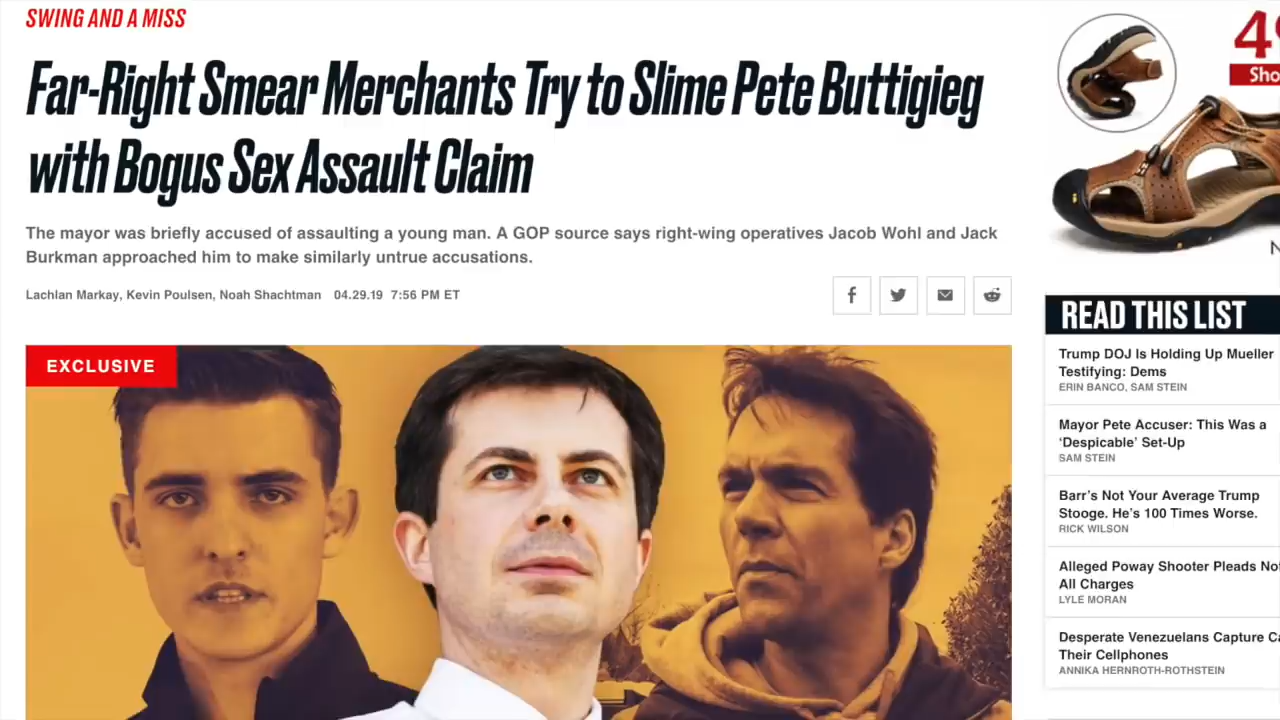 SWING AND A MISS
Far-Right Smear Merchants Try to Slime Pete Buttigieg
with Bogus Sex Assault Claim
The mayor was briefly accused of assaulting a young man. A GOP source says right-wing operatives Jacob Wohl and Jack
Burkman approached him to make similarly untrue accusations.
Lachlan Markay, Kevin Poulsen, Noah Shachtman 04.29.19 7:56 PM ET
EXCLUSIVE
Sho
READ THIS LIST
Trump DOJ Is Holding Up Mueller
Testifying: Dems
ERIN BANCO, SAM STEIN
Mayor Pete Accuser: This Was a
‘Despicable’ Set-Up
SAM STEIN
Barr’s Not Your Average Trump
Stooge. He’s 100 Times Worse.
RICK WILSON
Alleged Poway Shooter Pleads No
All Charges
LYLE MORAN
Desperate Venezuelans Capture C
Their Cellphones
ANNIKA HERNROTH-ROTHSTEIN